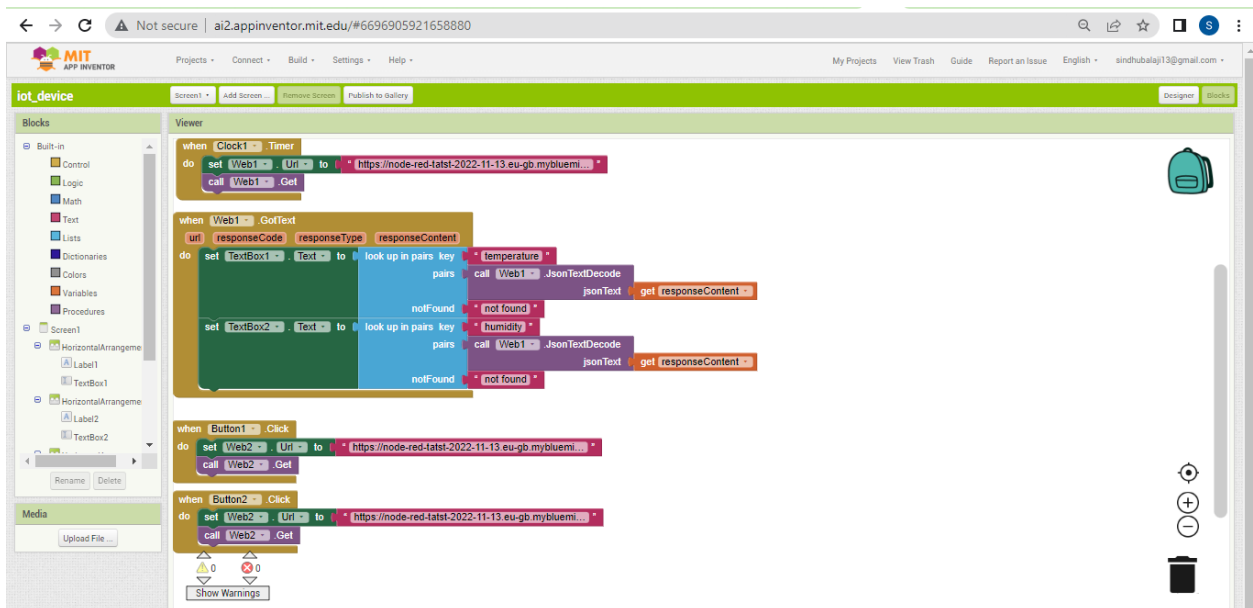 Not secure | ai2.appinventor.mit.edu/#6696905921658880
S
MIT
APP INVENTOR
Projects Connect Build Settings Help
My Projects View Trash Guide Report an Issue English sindhubalaji13@gmail.com
iot_device
Screen1 Add Screen ... Remove Screen Publish to Gallery
Designer Blocks
Blocks
Viewer
Built-in
Control
Logic
Math
Text
Lists
Dictionaries
Colors
Variables
Procedures
Screen1
HorizontalArrangeme
Label1
TextBox1
HorizontalArrangeme
Label2
TextBox2
Rename Delete
Media
Upload File ...
when Clock1 .Timer
do set Web1 . Url to " https://node-red-tatst-2022-11-13.eu-gb.mybluemi... "
call Web1 .Get
when Web1 .GotText
url responseCode responseType responseContent
do set TextBox1 . Text to look up in pairs key " temperature "
pairs call Web1 .JsonTextDecode
jsonText get responseContent
notFound " not found "
set TextBox2 . Text to look up in pairs key " humidity "
pairs call Web1 .JsonTextDecode
jsonText get responseContent
notFound " not found "
when Button1 .Click
do set Web2 . Url to " https://node-red-tatst-2022-11-13.eu-gb.mybluemi... "
call Web2 .Get
when Button2 .Click
do set Web2 . Url to " https://node-red-tatst-2022-11-13.eu-gb.mybluemi... "
call Web2 .Get
0 0
Show Warnings